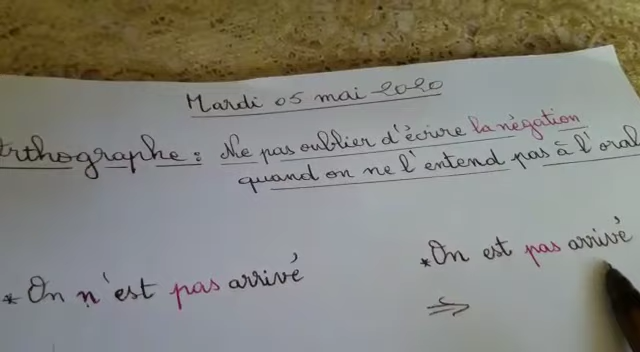 Mardi 05 mai 2020
Orthographe : Ne pas oublier d'écrire la négation
quand on ne l'entend pas à l'oral
* On n'est pas arrivé
* On est pas arrivé
⇒